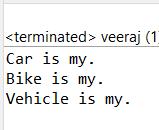 <terminated> veeraj (1)
Car is my.
Bike is my.
Vehicle is my.